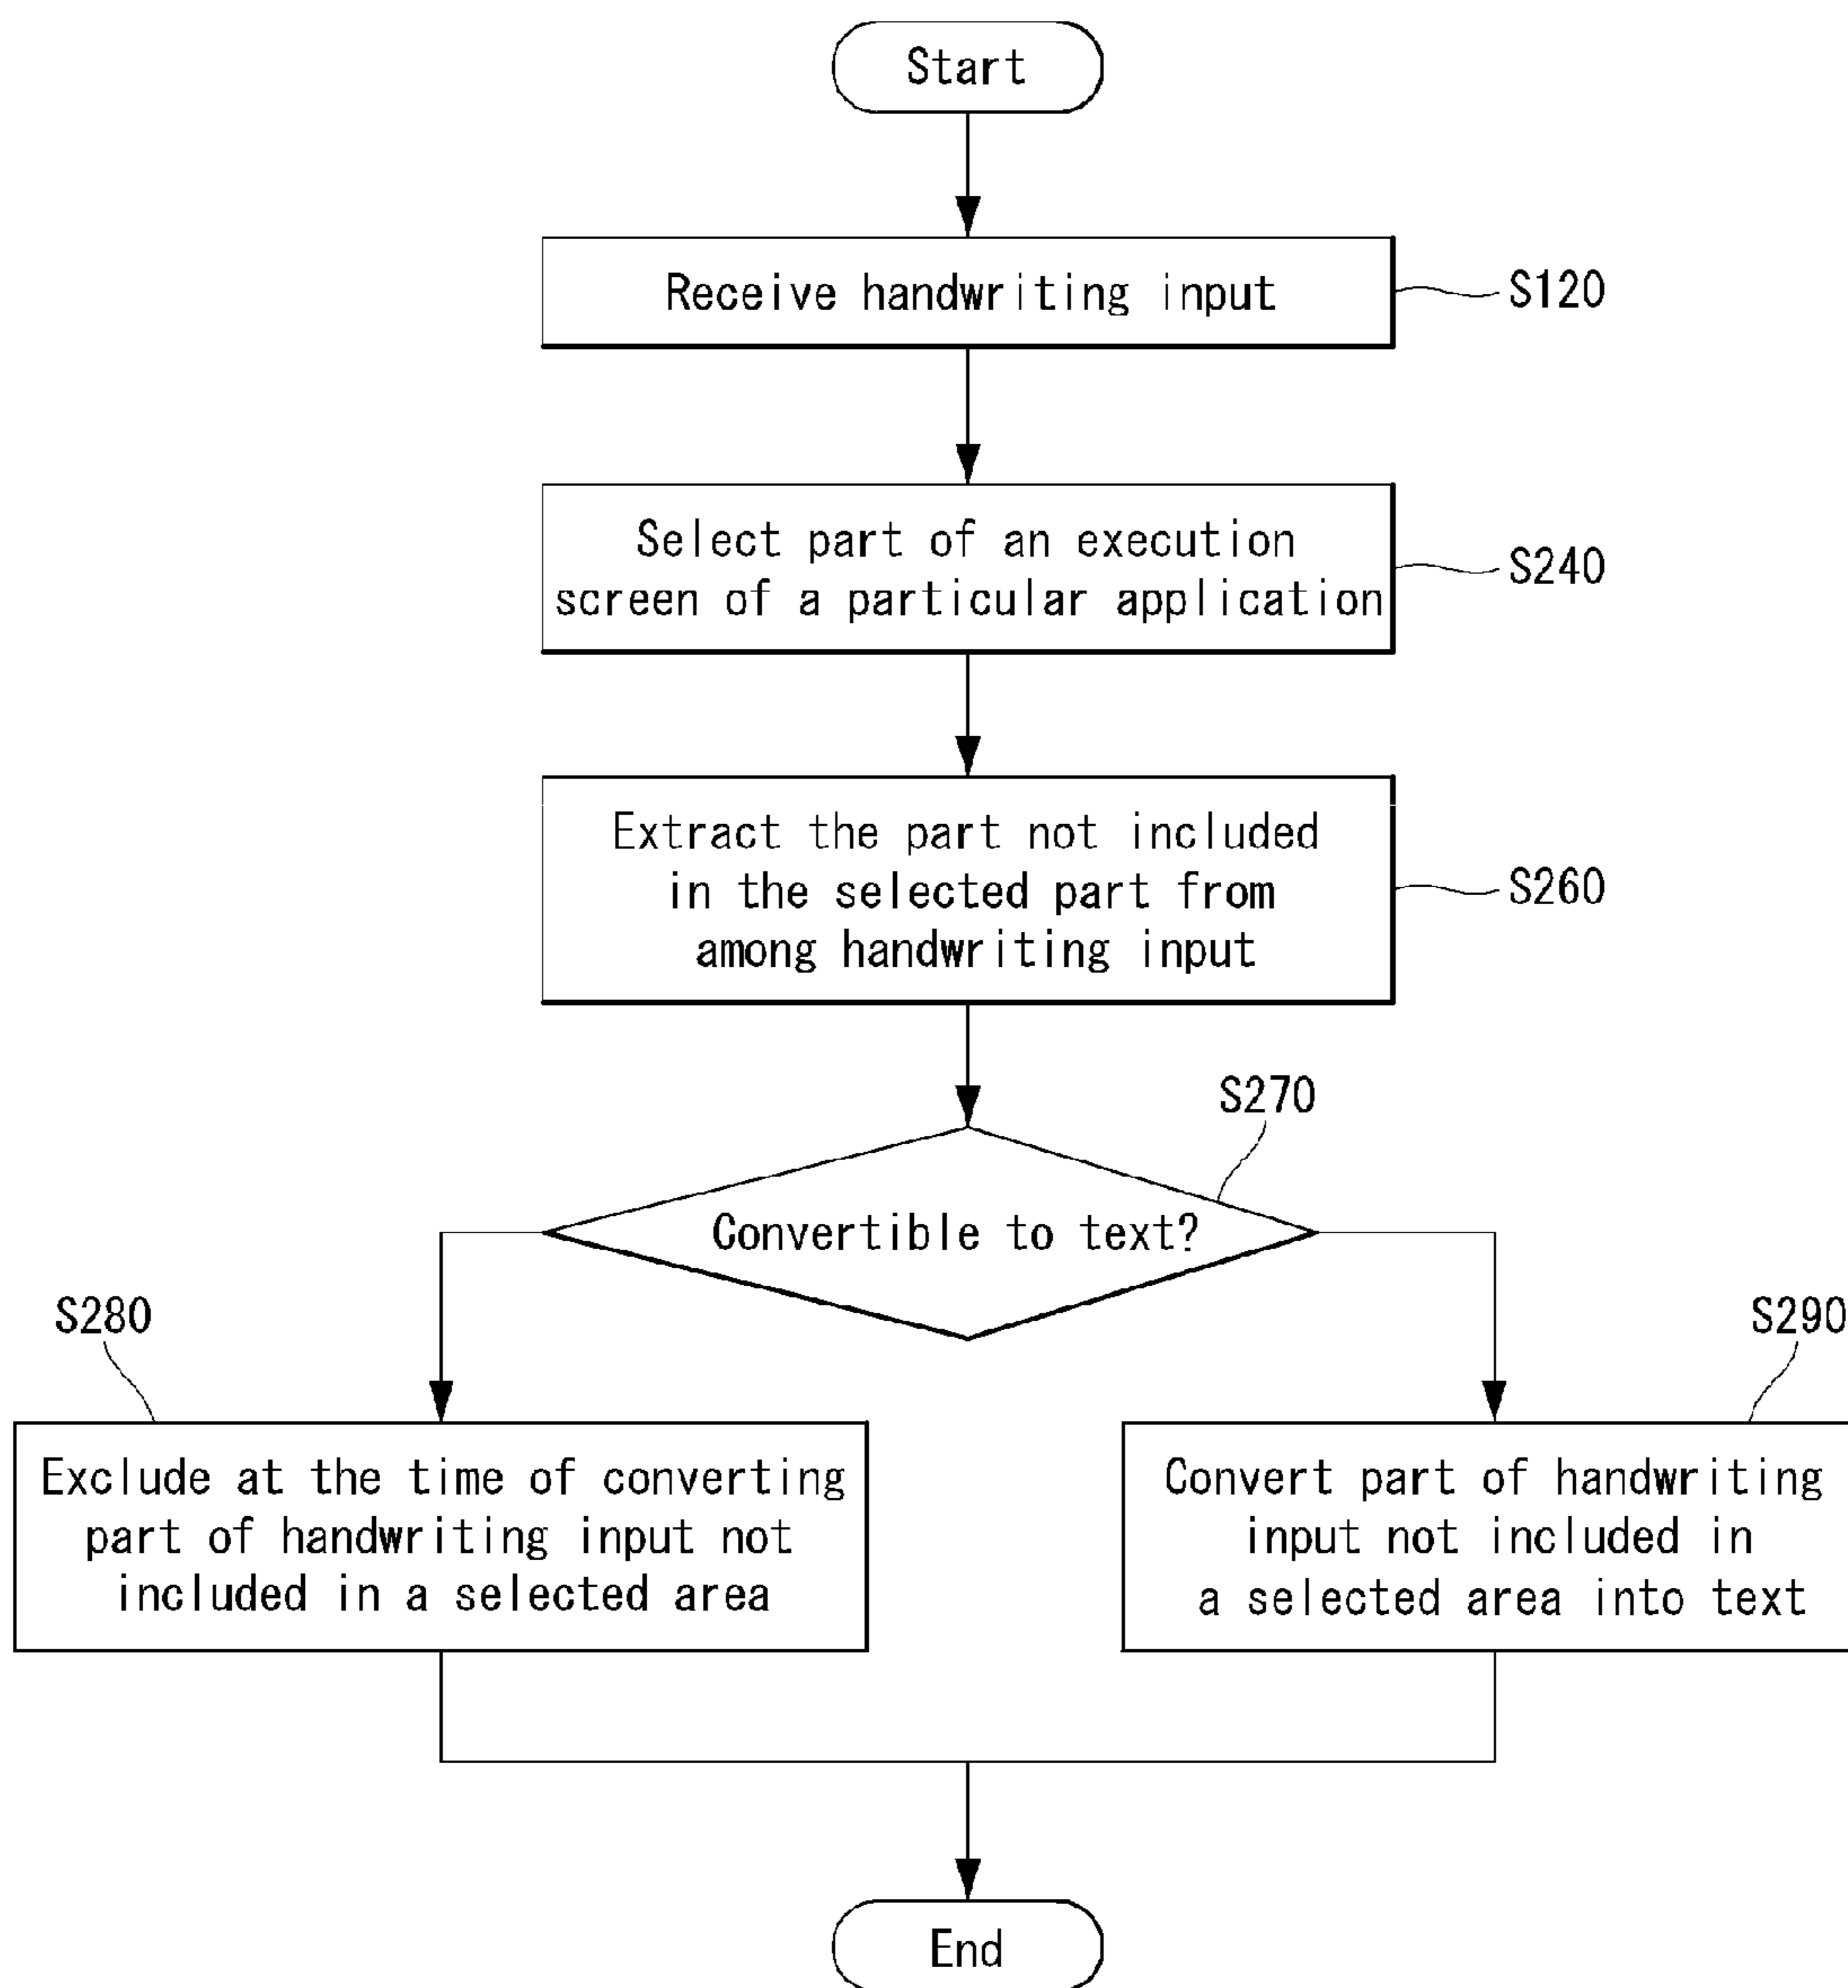 Start
Receive handwriting input
S120
Select part of an execution
screen of a particular application
S240
Extract the part not included
in the selected part from
among handwriting input
S260
S270
Convertible to text?
S280
Exclude at the time of converting
part of handwriting input not
included in a selected area
S290
Convert part of handwriting
input not included in
a selected area into text
End